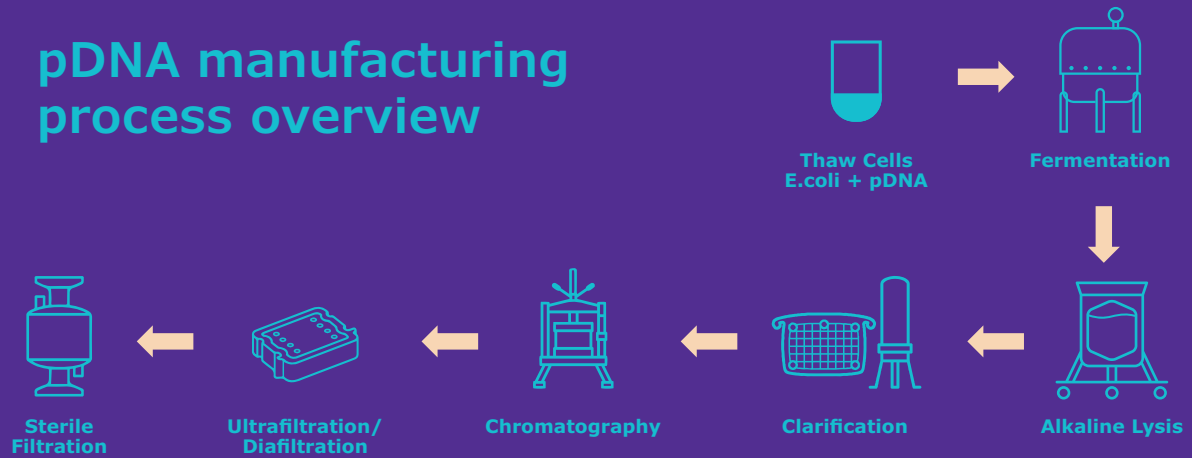 pDNA manufacturing
process overview
Thaw Cells
E.coli + pDNA
Fermentation
Alkaline Lysis
Clarification
Chromatography
Ultrafiltration/
Diafiltration
Sterile
Filtration